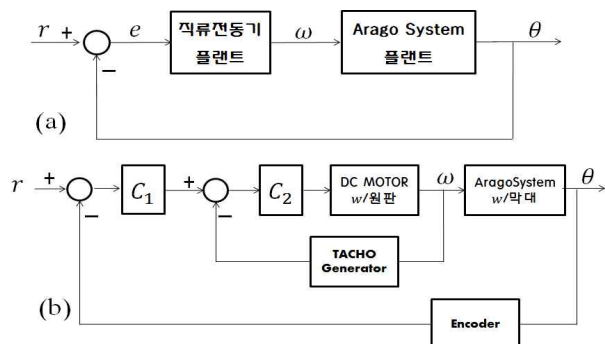 r + e 직류전동기 플랜트 ω Arago System 플랜트 θ
−
(a)
r + C₁ + C₂ DC MOTOR w/원판 ω AragoSystem w/막대 θ
− −
TACHO Generator
(b)
Encoder